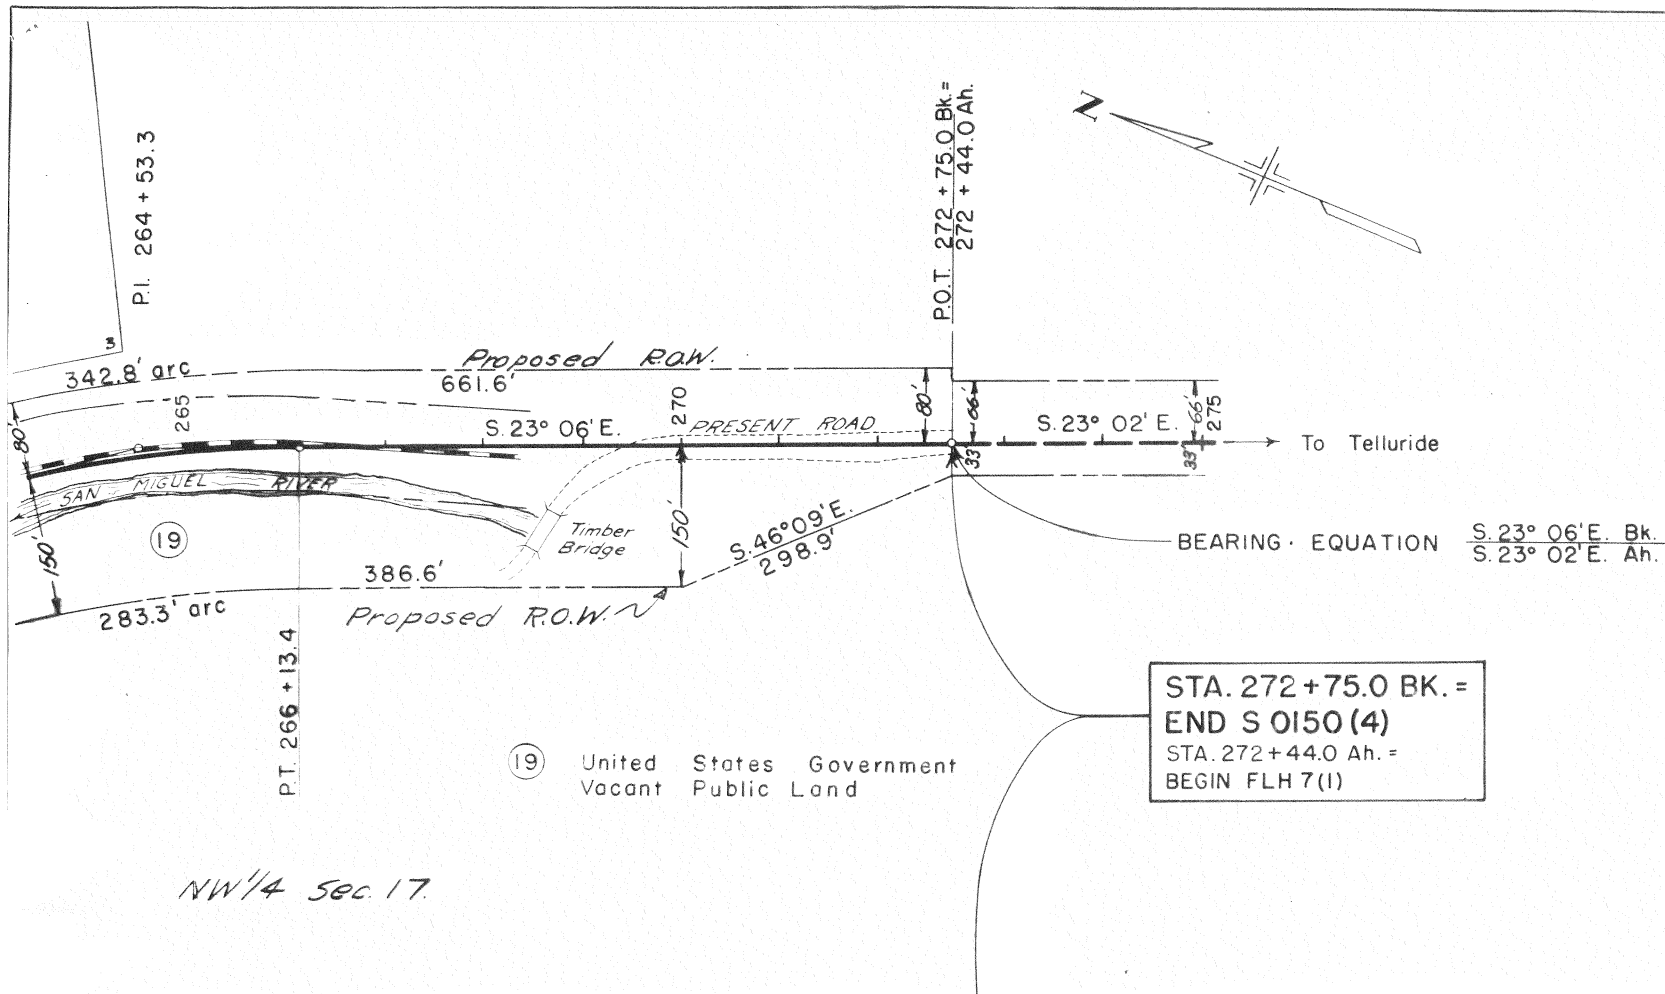 N
P.I. 264 + 53.3
P.O.T. 272 + 75.0 Bk. =
272 + 44.0 Ah.
3
342.8' arc
Proposed R.O.W.
661.6'
80'
265
S. 23° 06' E.
270
PRESENT ROAD
80'
66'
S. 23° 02' E.
66'
275
To Telluride
33'
33'
SAN MIGUEL RIVER
19
150'
Timber
Bridge
150'
S. 46° 09' E.
298.9'
BEARING · EQUATION
S. 23° 06' E. Bk.
S. 23° 02' E. Ah.
386.6'
283.3' arc
Proposed R.O.W.
P.T. 266 + 13.4
STA. 272 + 75.0 BK. =
END S 0150 (4)
STA. 272 + 44.0 Ah. =
BEGIN FLH 7 (1)
19 United States Government
Vacant Public Land
NW 1/4 Sec. 17.